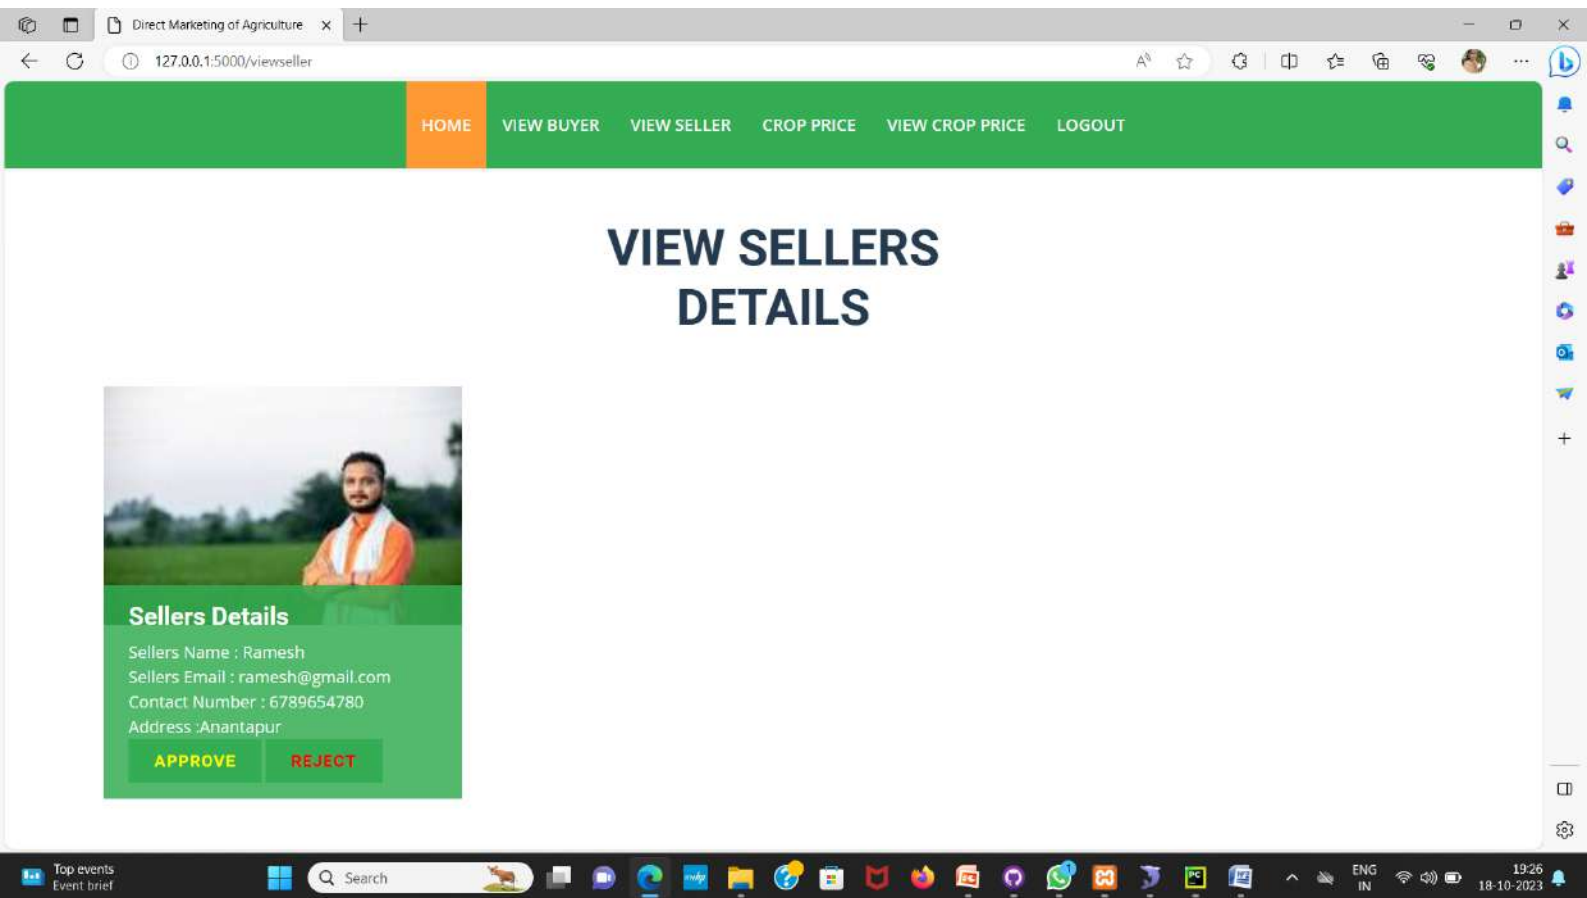 Direct Marketing of Agriculture
127.0.0.1:5000/viewseller
HOME VIEW BUYER VIEW SELLER CROP PRICE VIEW CROP PRICE LOGOUT
VIEW SELLERS
DETAILS
Sellers Details
Sellers Name : Ramesh
Sellers Email : ramesh@gmail.com
Contact Number : 6789654780
Address :Anantapur
APPROVE REJECT
Top events
Event brief
Search
ENG
IN
19:26
18-10-2023